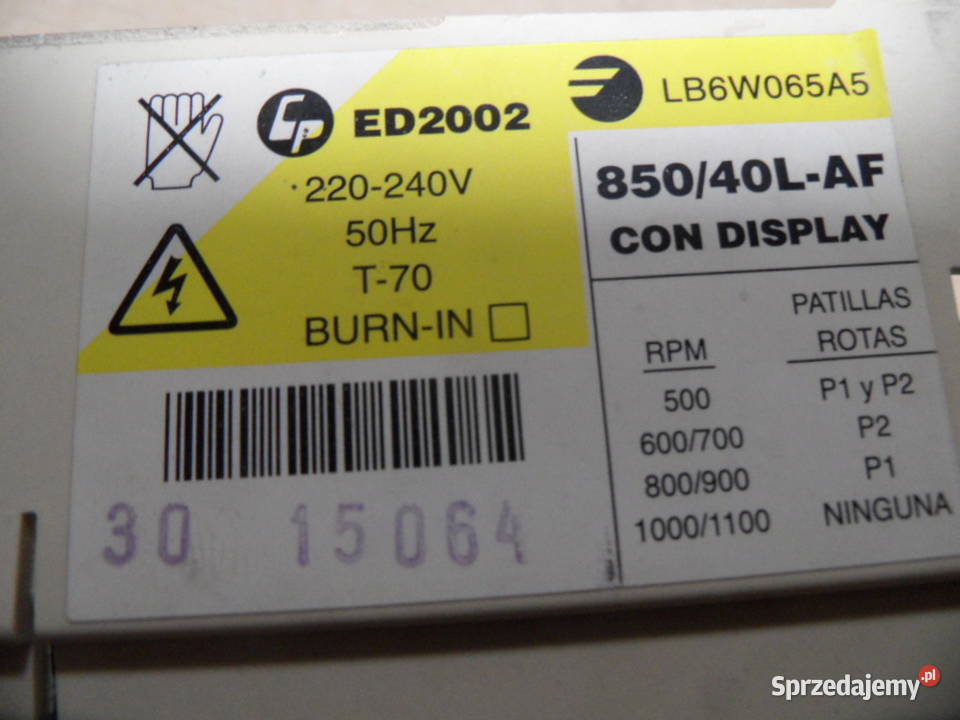 CP ED2002
220-240V
50Hz
T-70
BURN-IN
30 15064
LB6W065A5
850/40L-AF
CON DISPLAY
RPM PATILLAS ROTAS
500 P1 y P2
600/700 P2
800/900 P1
1000/1100 NINGUNA
Sprzedajemy.pl